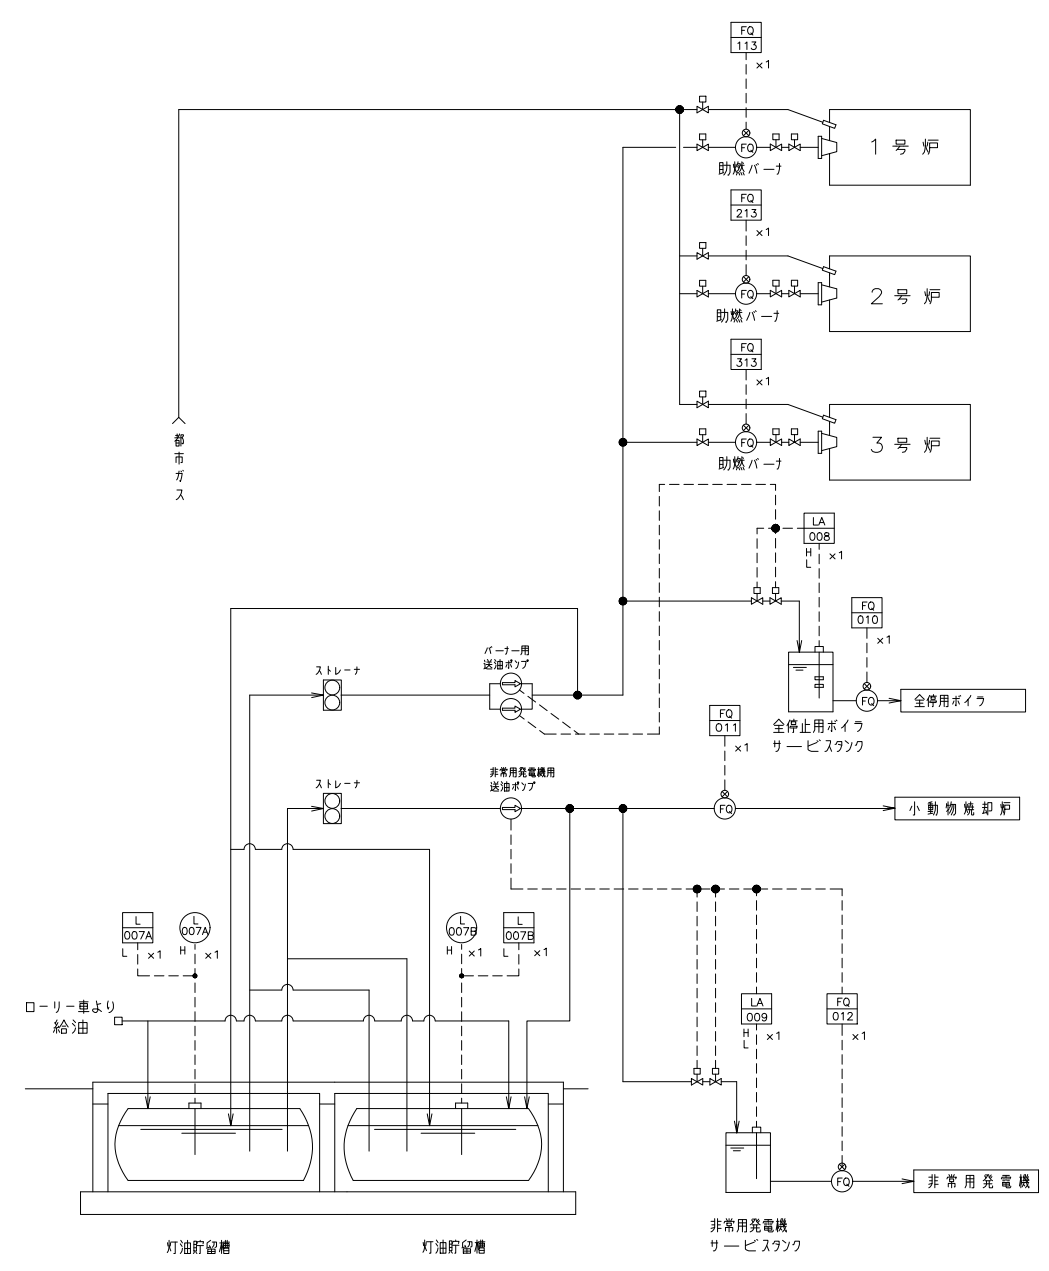 FQ
113
×1
1号炉
FQ
助燃バーナ
FQ
213
×1
2号炉
FQ
助燃バーナ
FQ
313
×1
3号炉
FQ
助燃バーナ
都市ガス
LA
008
H
L
×1
FQ
010
×1
バーナー用
送油ポンプ
ストレーナ
FQ
全停用ボイラ
全停止用ボイラ
サービスタンク
FQ
011
×1
非常用発電機用
送油ポンプ
ストレーナ
FQ
小動物焼却炉
L
007A
L
×1
L
007A
H
×1
L
007B
H
×1
L
007B
L
×1
ローリー車より
給油
LA
009
H
L
×1
FQ
012
×1
FQ
非常用発電機
非常用発電機
サービスタンク
灯油貯留槽
灯油貯留槽